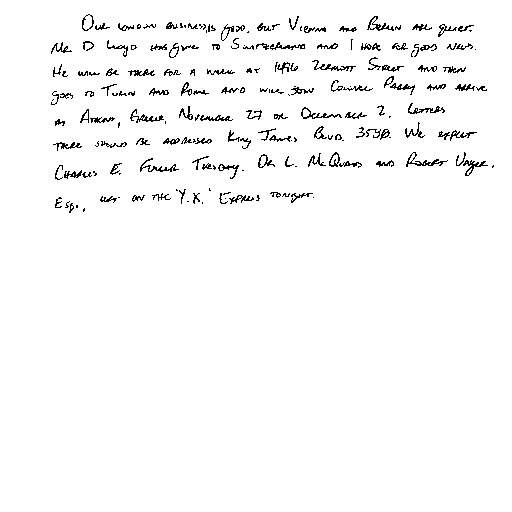 Our London business is good, but Vienna and Berlin are quiet.
Mr. D. Lloyd has gone to Switzerland and I hope for good news.
He will be there for a week at 1496 Zermott Street and then
goes to Turin and Rome and will join Colonel Parry and arrive
at Athens, Greece, November 27 or December 2. Letters
there should be addressed King James Blvd. 3580. We expect
Charles E. Fuller Tuesday. Dr. L. McQuaid and Robert Unger,
Esq., left on the "Y.X." Express tonight.